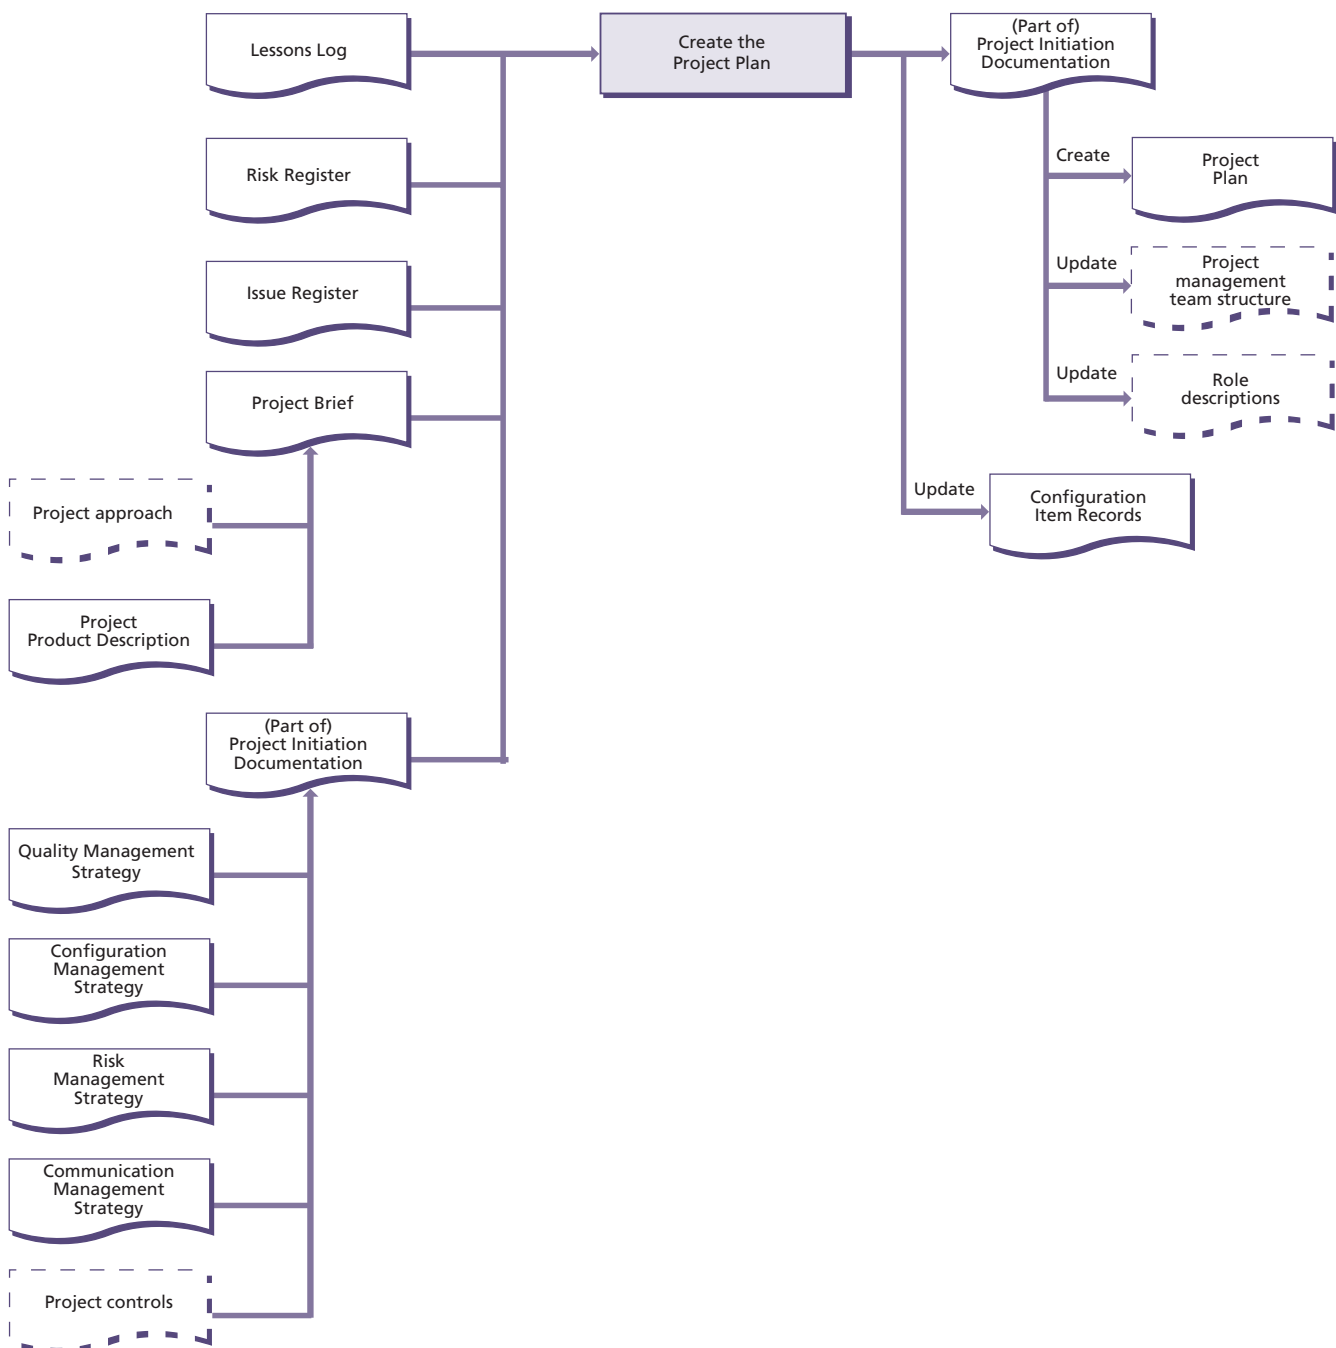 Lessons Log
Create the
Project Plan
(Part of)
Project Initiation
Documentation
Risk Register
Create
Project
Plan
Issue Register
Update
Project
management
team structure
Project Brief
Update
Role
descriptions
Project approach
Update
Configuration
Item Records
Project
Product Description
(Part of)
Project Initiation
Documentation
Quality Management
Strategy
Configuration
Management
Strategy
Risk
Management
Strategy
Communication
Management
Strategy
Project controls